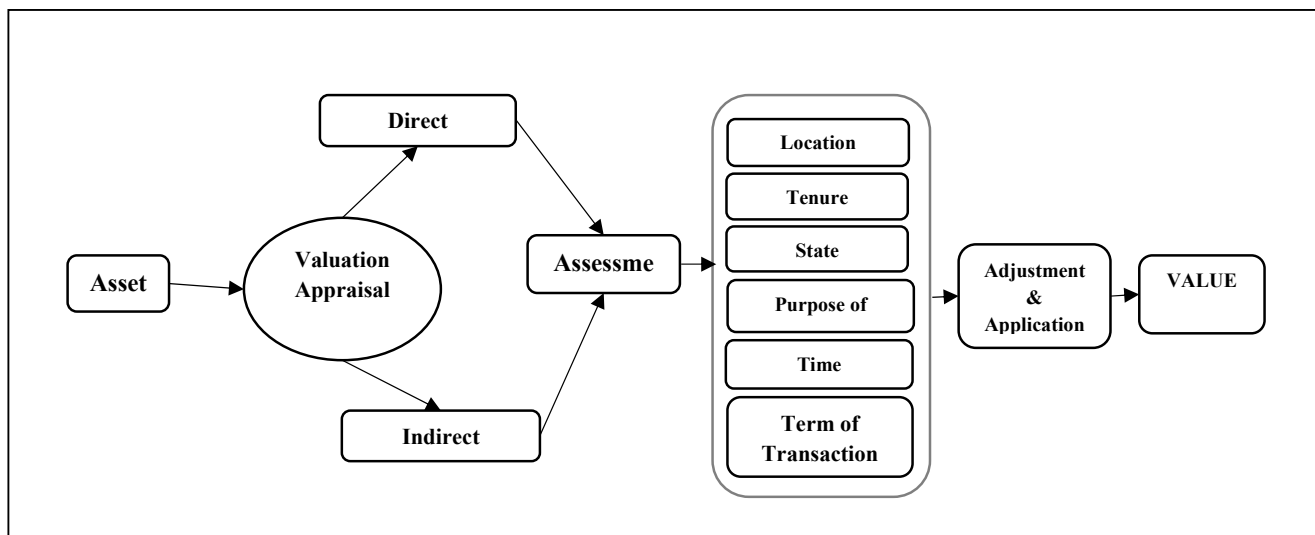 Asset
Valuation
Appraisal
Direct
Indirect
Assessme
Location
Tenure
State
Purpose of
Time
Term of
Transaction
Adjustment
&
Application
VALUE